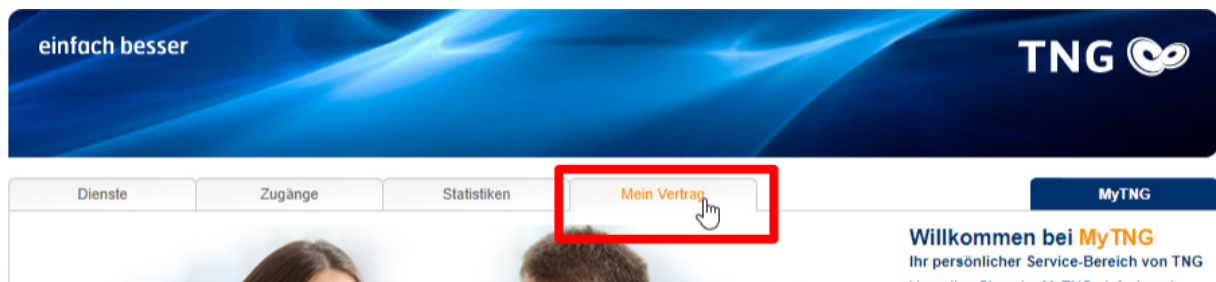 einfach besser
TNG
Dienste Zugänge Statistiken Mein Vertrag MyTNG
Willkommen bei MyTNG
Ihr persönlicher Service-Bereich von TNG